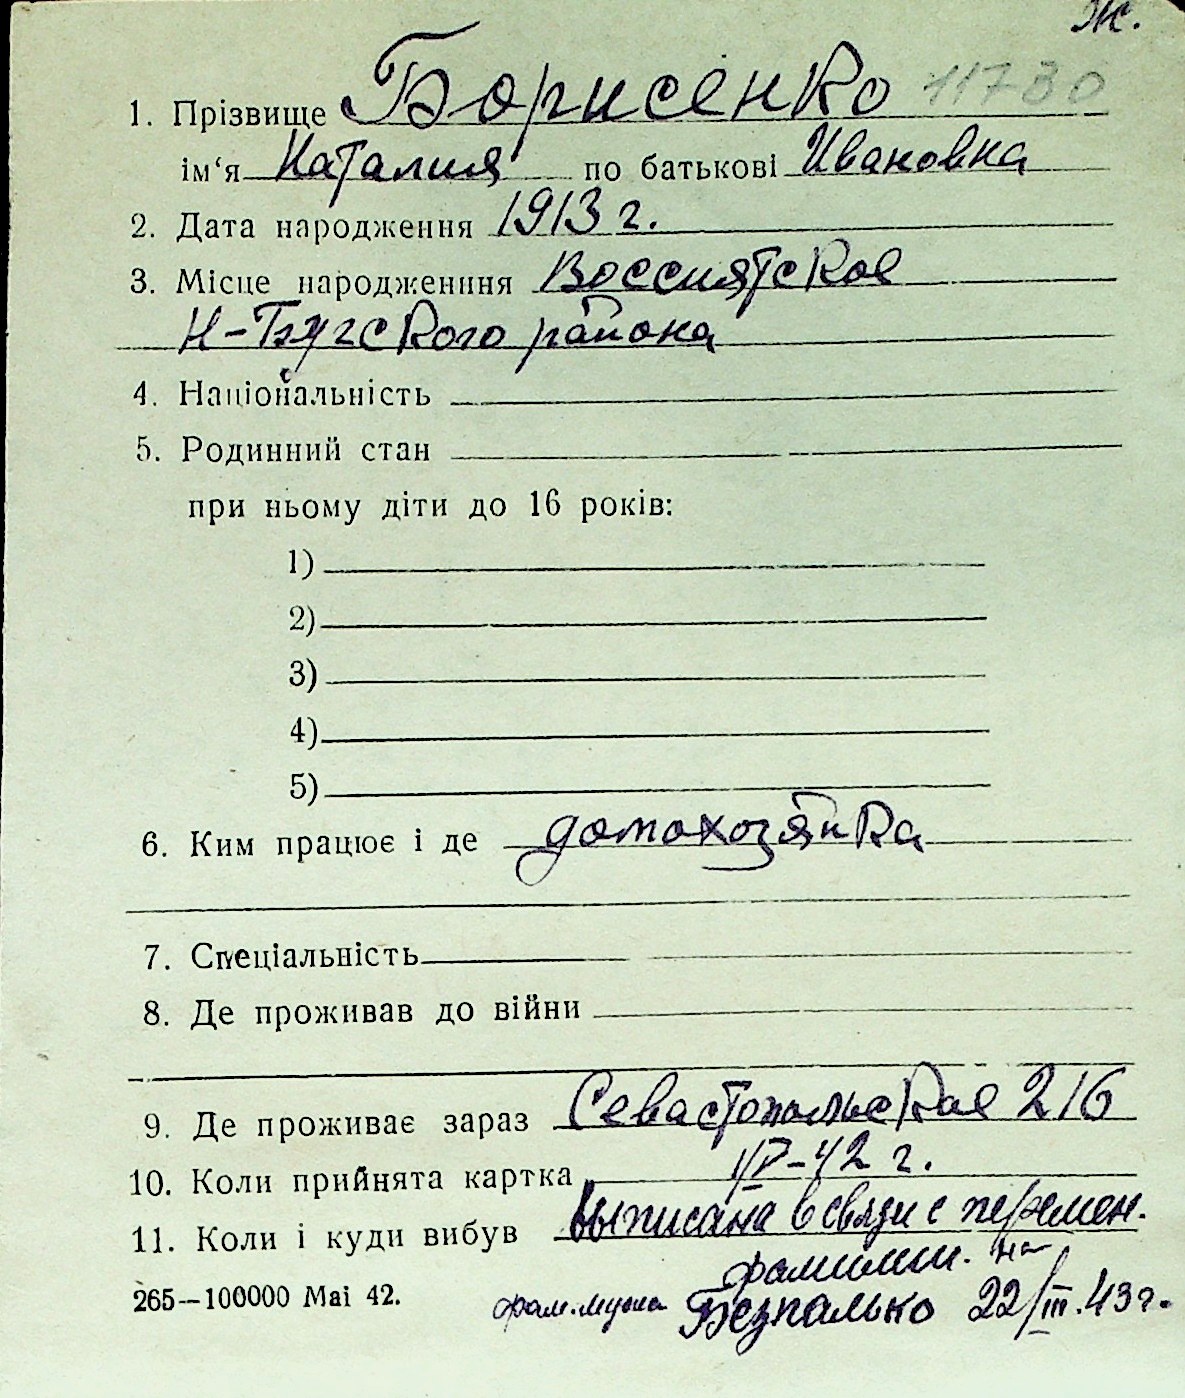 Ж.
1. Прізвище Борисенко 11730
ім‘я Наталия по батькові Ивановна
2. Дата народження 1913 г.
3. Місце народженння Воссиятское
Н-Бугского района
4. Національність
5. Родинний стан
при ньому діти до 16 років:
1)
2)
3)
4)
5)
6. Ким працює і де домохозяйка
7. Спеціальність
8. Де проживав до війни
9. Де проживає зараз Севастопольская 216
10. Коли прийнята картка -42 г.
11. Коли і куди вибув выписана в связи с перемен.
фамилии. на
265—100000 Mai 42. фам. мужа Безпалько 22/III.43 г.